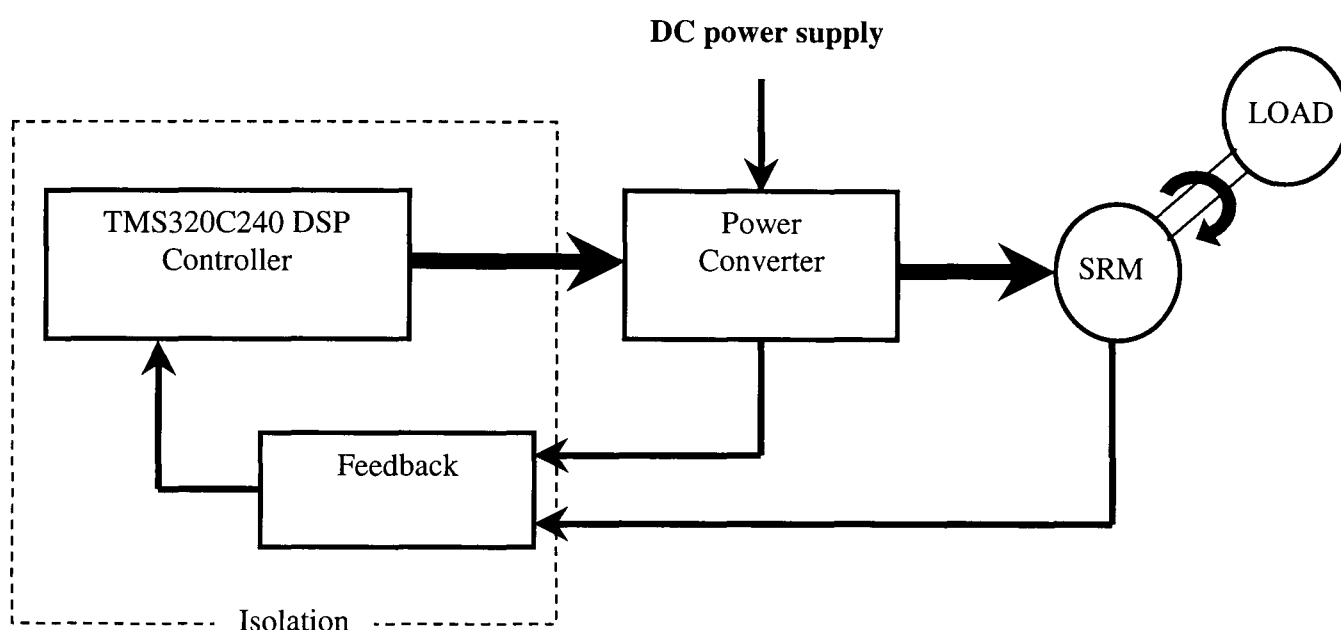 DC power supply
LOAD
TMS320C240 DSP
Controller
Power
Converter
SRM
Feedback
Isolation